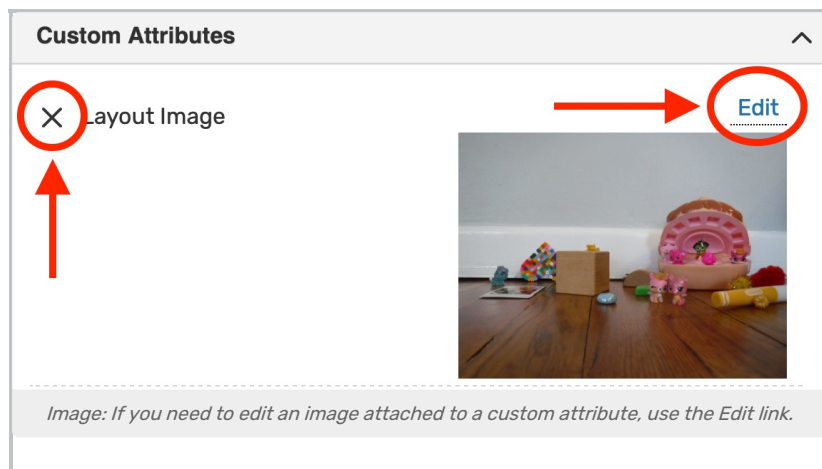 Custom Attributes
Layout Image
Edit
Image: If you need to edit an image attached to a custom attribute, use the Edit link.